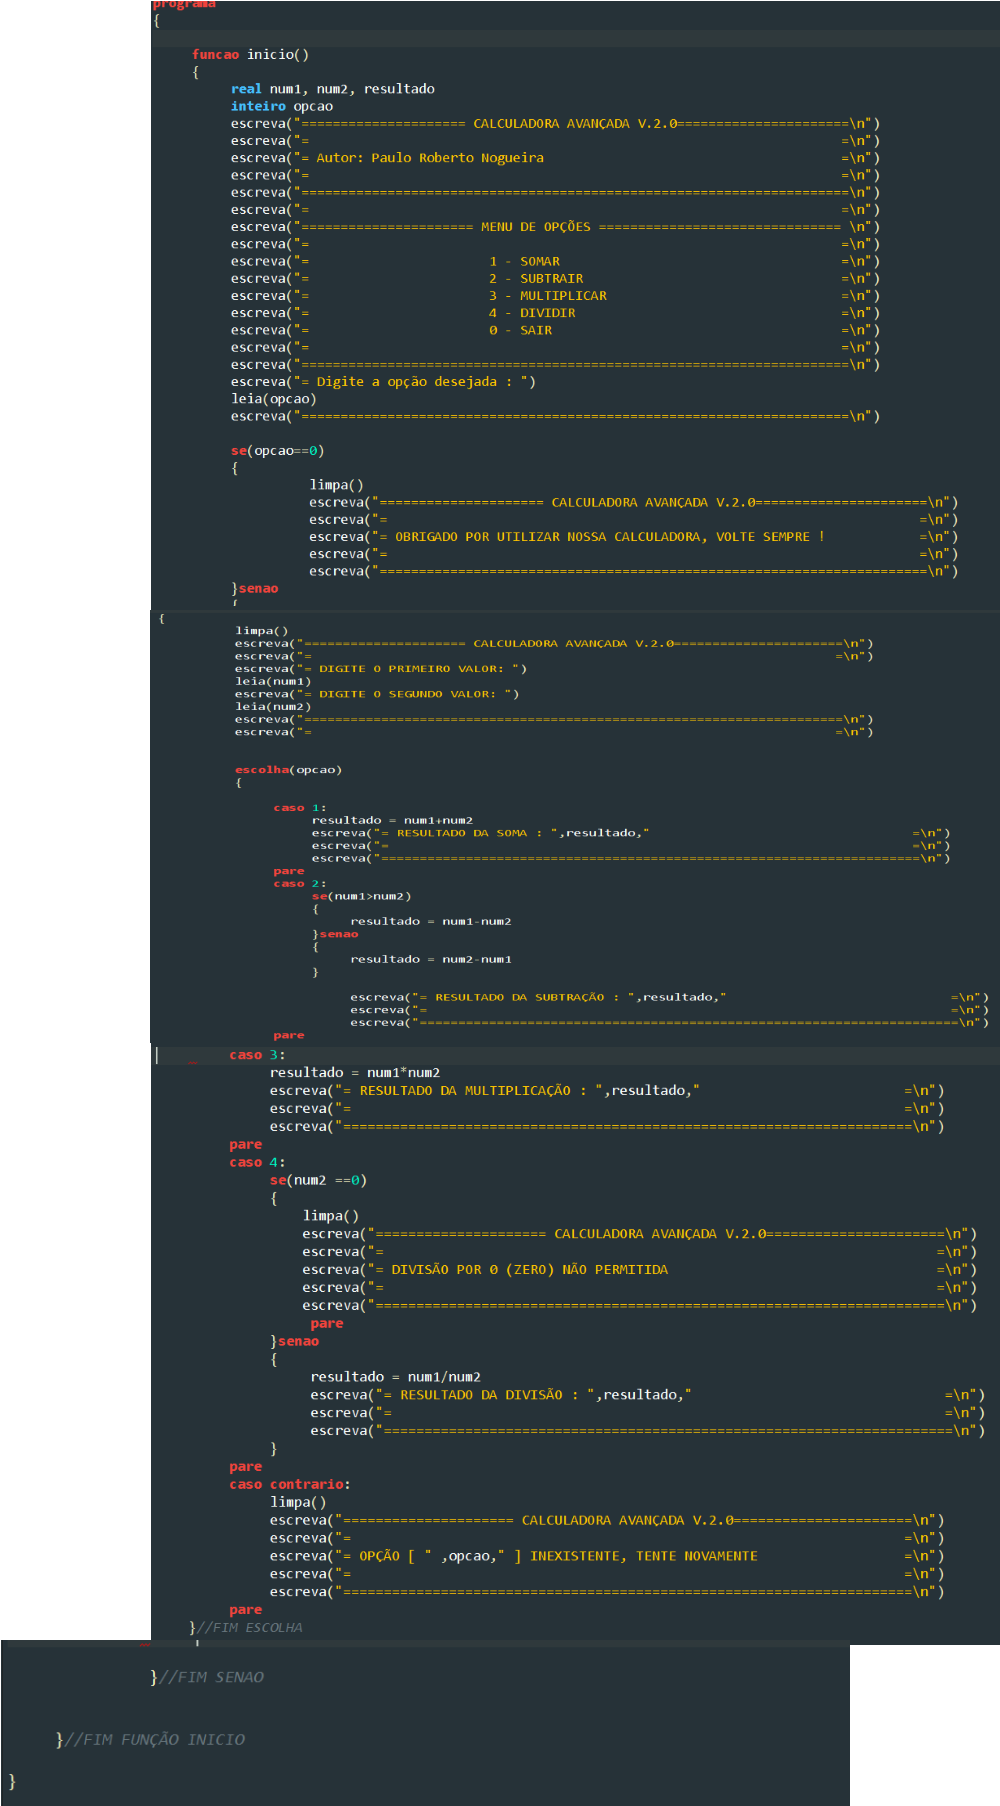 programa
{
funcao inicio()
{
real num1, num2, resultado
inteiro opcao
escreva("===================== CALCULADORA AVANÇADA V.2.0======================\n")
escreva("=                                                                    =\n")
escreva("= Autor: Paulo Roberto Nogueira                                      =\n")
escreva("=                                                                    =\n")
escreva("======================================================================\n")
escreva("=                                                                    =\n")
escreva("====================== MENU DE OPÇÕES =============================== \n")
escreva("=                                                                    =\n")
escreva("=                       1 - SOMAR                                    =\n")
escreva("=                       2 - SUBTRAIR                                 =\n")
escreva("=                       3 - MULTIPLICAR                              =\n")
escreva("=                       4 - DIVIDIR                                  =\n")
escreva("=                       0 - SAIR                                     =\n")
escreva("=                                                                    =\n")
escreva("======================================================================\n")
escreva("= Digite a opção desejada : ")
leia(opcao)
escreva("======================================================================\n")
se(opcao==0)
{
limpa()
escreva("===================== CALCULADORA AVANÇADA V.2.0======================\n")
escreva("=                                                                    =\n")
escreva("= OBRIGADO POR UTILIZAR NOSSA CALCULADORA, VOLTE SEMPRE !            =\n")
escreva("=                                                                    =\n")
escreva("======================================================================\n")
}senao
{
{
limpa()
escreva("===================== CALCULADORA AVANÇADA V.2.0======================\n")
escreva("=                                                                    =\n")
escreva("= DIGITE O PRIMEIRO VALOR: ")
leia(num1)
escreva("= DIGITE O SEGUNDO VALOR: ")
leia(num2)
escreva("======================================================================\n")
escreva("=                                                                    =\n")
escolha(opcao)
{
caso 1:
resultado = num1+num2
escreva("= RESULTADO DA SOMA : ",resultado,"                                  =\n")
escreva("=                                                                    =\n")
escreva("======================================================================\n")
pare
caso 2:
se(num1>num2)
{
resultado = num1-num2
}senao
{
resultado = num2-num1
}
escreva("= RESULTADO DA SUBTRAÇÃO : ",resultado,"                             =\n")
escreva("=                                                                    =\n")
escreva("======================================================================\n")
pare
caso 3:
resultado = num1*num2
escreva("= RESULTADO DA MULTIPLICAÇÃO : ",resultado,"                         =\n")
escreva("=                                                                    =\n")
escreva("======================================================================\n")
pare
caso 4:
se(num2 ==0)
{
limpa()
escreva("===================== CALCULADORA AVANÇADA V.2.0======================\n")
escreva("=                                                                    =\n")
escreva("= DIVISÃO POR 0 (ZERO) NÃO PERMITIDA                                 =\n")
escreva("=                                                                    =\n")
escreva("======================================================================\n")
pare
}senao
{
resultado = num1/num2
escreva("= RESULTADO DA DIVISÃO : ",resultado,"                               =\n")
escreva("=                                                                    =\n")
escreva("======================================================================\n")
}
pare
caso contrario:
limpa()
escreva("===================== CALCULADORA AVANÇADA V.2.0======================\n")
escreva("=                                                                    =\n")
escreva("= OPÇÃO [ " ,opcao," ] INEXISTENTE, TENTE NOVAMENTE                  =\n")
escreva("=                                                                    =\n")
escreva("======================================================================\n")
pare
}//FIM ESCOLHA
}//FIM SENAO
}//FIM FUNÇÃO INICIO
}